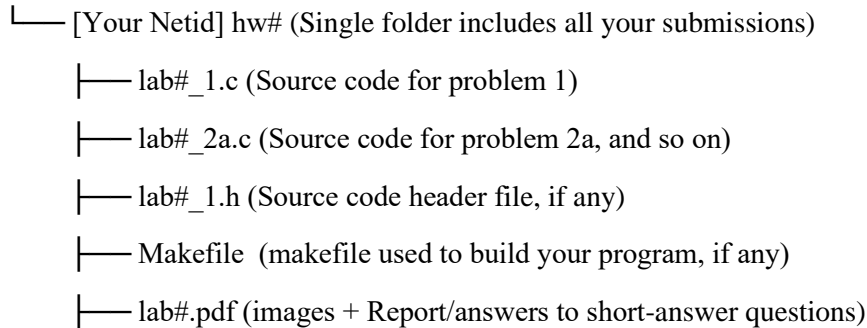 └── [Your Netid] hw# (Single folder includes all your submissions)
├── lab#_1.c (Source code for problem 1)
├── lab#_2a.c (Source code for problem 2a, and so on)
├── lab#_1.h (Source code header file, if any)
├── Makefile (makefile used to build your program, if any)
├── lab#.pdf (images + Report/answers to short-answer questions)